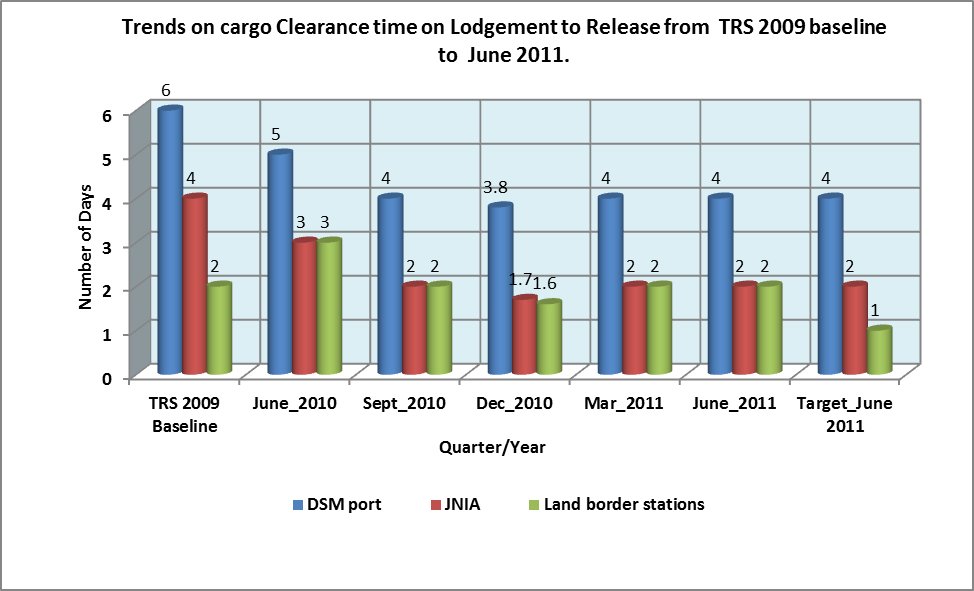 Trends on cargo Clearance time on Lodgement to Release from TRS 2009 baseline
to June 2011.
Number of Days
6
5
4
3
2
1
0
6 4 2
5 3 3
4 2 2
3.8 1.7 1.6
4 2 2
4 2 2
4 2 1
TRS 2009 June_2010 Sept_2010 Dec_2010 Mar_2011 June_2011 Target_June
Baseline 2011
Quarter/Year
DSM port JNIA Land border stations